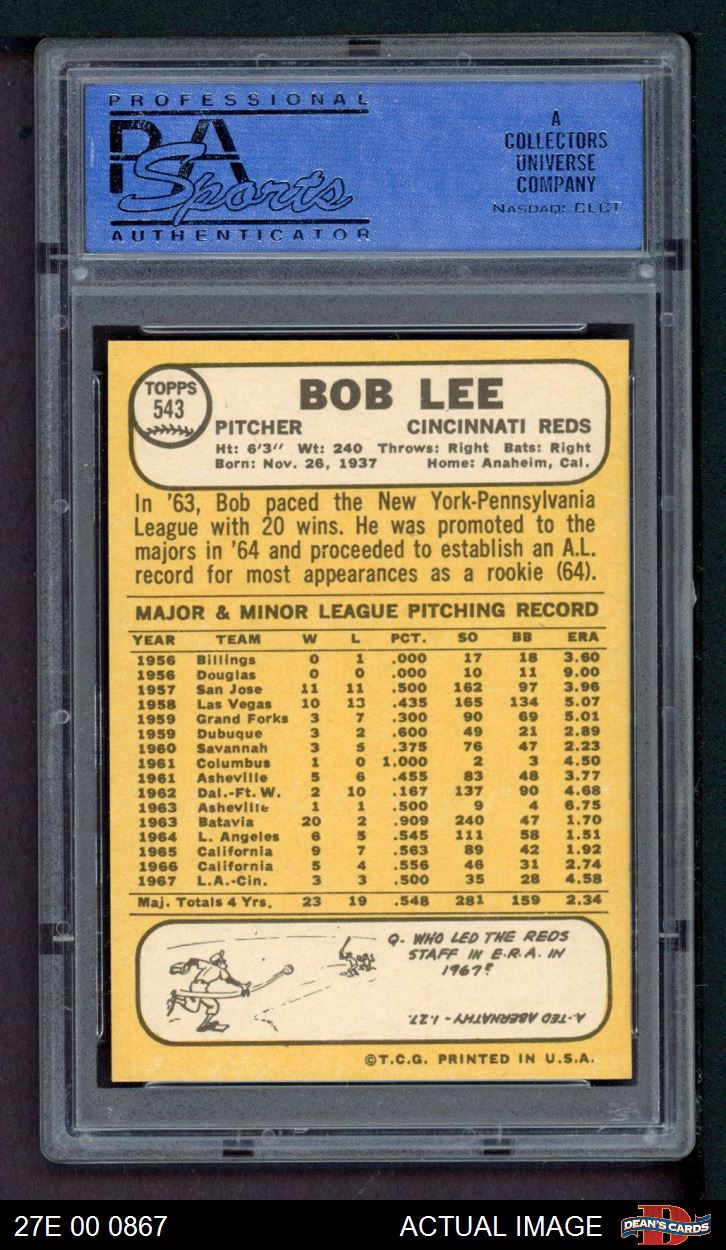 PROFESSIONAL
PSA
Sports
AUTHENTICATOR
A
COLLECTORS
UNIVERSE
COMPANY
NASDAQ: CLCT
TOPPS
543
BOB LEE
PITCHER CINCINNATI REDS
Ht: 6'3" Wt: 240 Throws: Right Bats: Right
Born: Nov. 26, 1937 Home: Anaheim, Cal.
In '63, Bob paced the New York-Pennsylvania
League with 20 wins. He was promoted to the
majors in '64 and proceeded to establish an A.L.
record for most appearances as a rookie (64).
MAJOR & MINOR LEAGUE PITCHING RECORD
YEAR TEAM W L PCT. SO BB ERA
1956 Billings 0 1 .000 17 18 3.60
1956 Douglas 0 0 .000 10 11 9.00
1957 San Jose 11 11 .500 162 97 3.96
1958 Las Vegas 10 13 .435 165 134 5.07
1959 Grand Forks 3 7 .300 90 69 5.01
1959 Dubuque 3 2 .600 49 21 2.89
1960 Savannah 3 5 .375 76 47 2.23
1961 Columbus 1 0 1.000 2 3 4.50
1961 Asheville 5 6 .455 83 48 3.77
1962 Dal.-Ft. W. 2 10 .167 137 90 4.68
1963 Asheville 1 1 .500 9 4 6.75
1963 Batavia 20 2 .909 240 47 1.70
1964 L. Angeles 6 5 .545 111 58 1.51
1965 California 9 7 .563 89 42 1.92
1966 California 5 4 .556 46 31 2.74
1967 L.A.-Cin. 3 3 .500 35 28 4.58
Maj. Totals 4 Yrs. 23 19 .548 281 159 2.34
Q- WHO LED THE REDS
STAFF IN E.R.A. IN
1967?
A-TED ABERNATHY - 1.27.
©T.C.G. PRINTED IN U.S.A.
27E 00 0867 ACTUAL IMAGE
D
DEAN'S CARDS